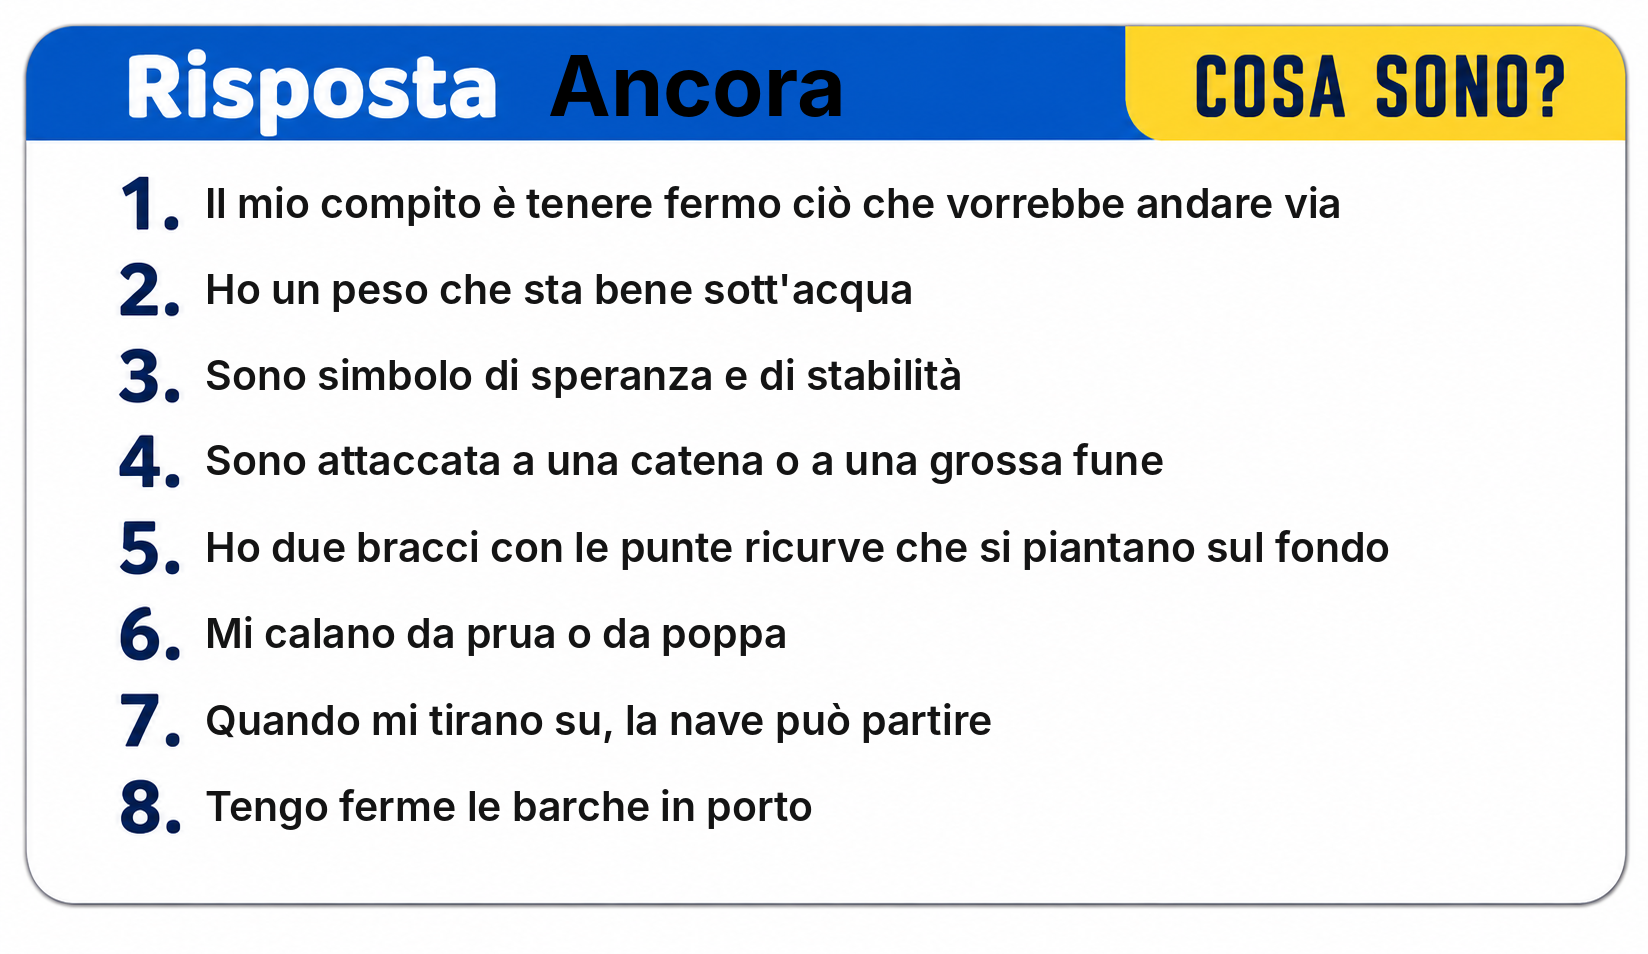 Risposta Ancora
COSA SONO?
1. Il mio compito è tenere fermo ciò che vorrebbe andare via
2. Ho un peso che sta bene sott'acqua
3. Sono simbolo di speranza e di stabilità
4. Sono attaccata a una catena o a una grossa fune
5. Ho due bracci con le punte ricurve che si piantano sul fondo
6. Mi calano da prua o da poppa
7. Quando mi tirano su, la nave può partire
8. Tengo ferme le barche in porto